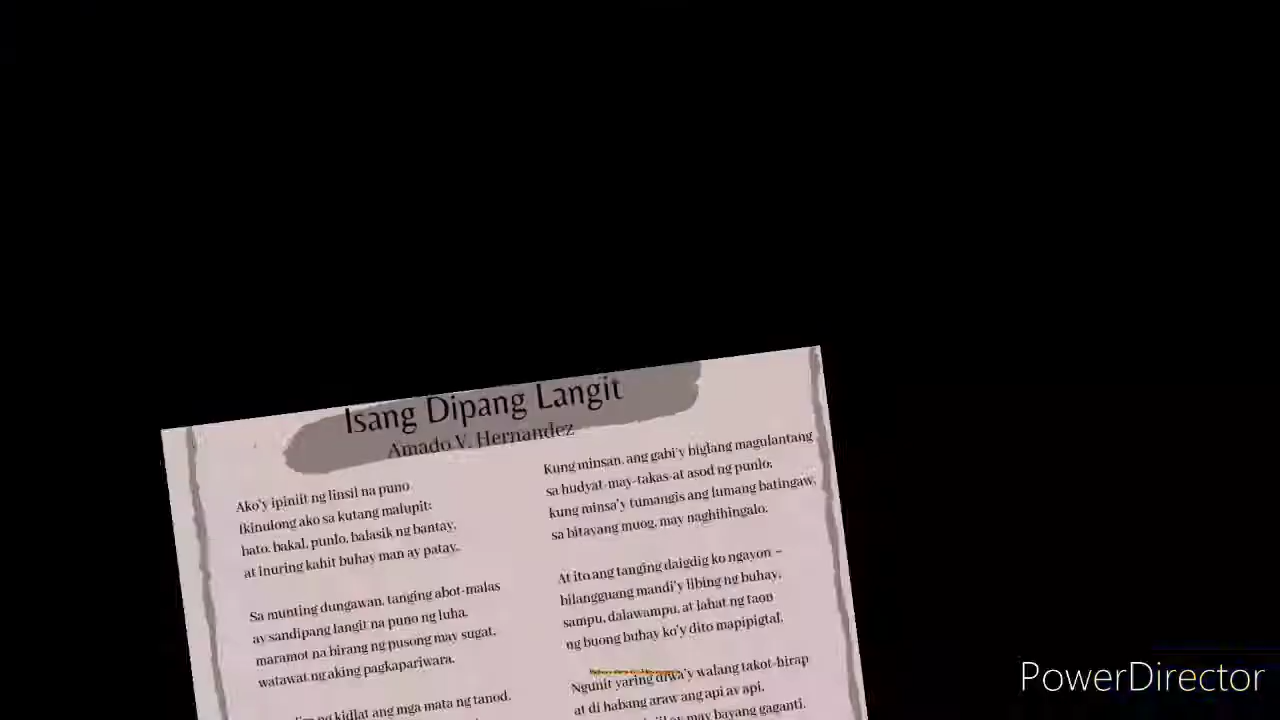 Isang Dipang Langit
Amado V. Hernandez
Ako'y ipiniit ng linsil na puno
Ikinulong ako sa kutang malupit:
bato, bakal, punlo, balasik ng bantay,
at inuring kahit buhay man ay patay.
Sa munting dungawan, tanging abot-malas
ay sandipang langit na puno ng luha,
maramot na birang ng pusong may sugat,
watawat ng aking pagkapariwara.
ng kidlat ang mga mata ng tanod,
Kung minsan, ang gabi'y biglang magulantang
sa hudyat-may-takas-at asod ng punlo;
kung minsa'y tumangis ang lumang batingaw,
sa bitayang muog, may naghihingalo.
At ito ang tanging daigdig ko ngayon –
bilangguang mandi'y libing ng buhay,
sampu, dalawampu, at lahat ng taon
ng buong buhay ko'y dito mapipigtal.
Ngunit yaring diwa'y walang takot-hirap
at di habang araw ang api ay api,
may bayang gaganti.
PowerDirector